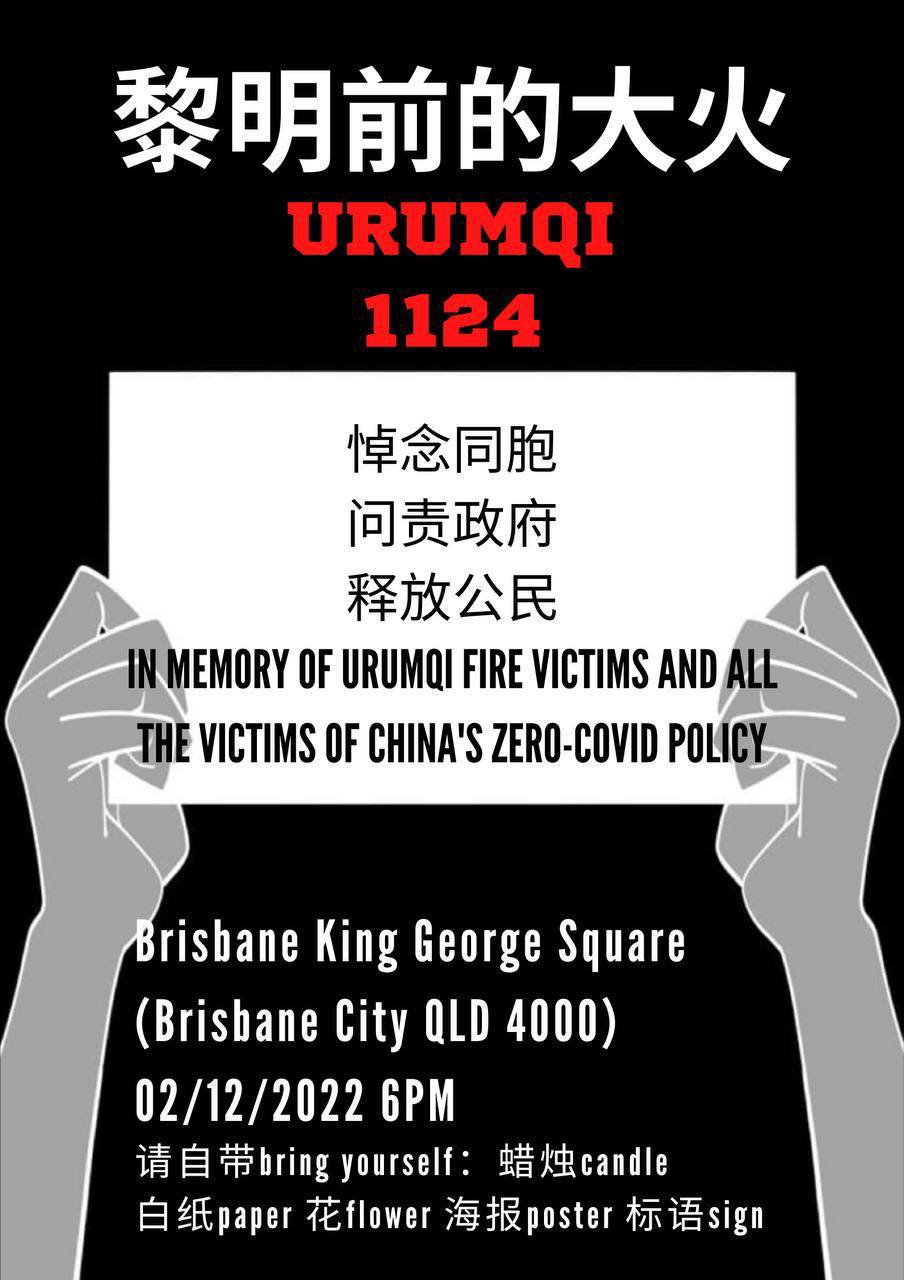 黎明前的大火
URUMQI
1124
悼念同胞
问责政府
释放公民
IN MEMORY OF URUMQI FIRE VICTIMS AND ALL
THE VICTIMS OF CHINA'S ZERO-COVID POLICY
Brisbane King George Square
(Brisbane City QLD 4000)
02/12/2022 6PM
请自带bring yourself：蜡烛candle
白纸paper 花flower 海报poster 标语sign